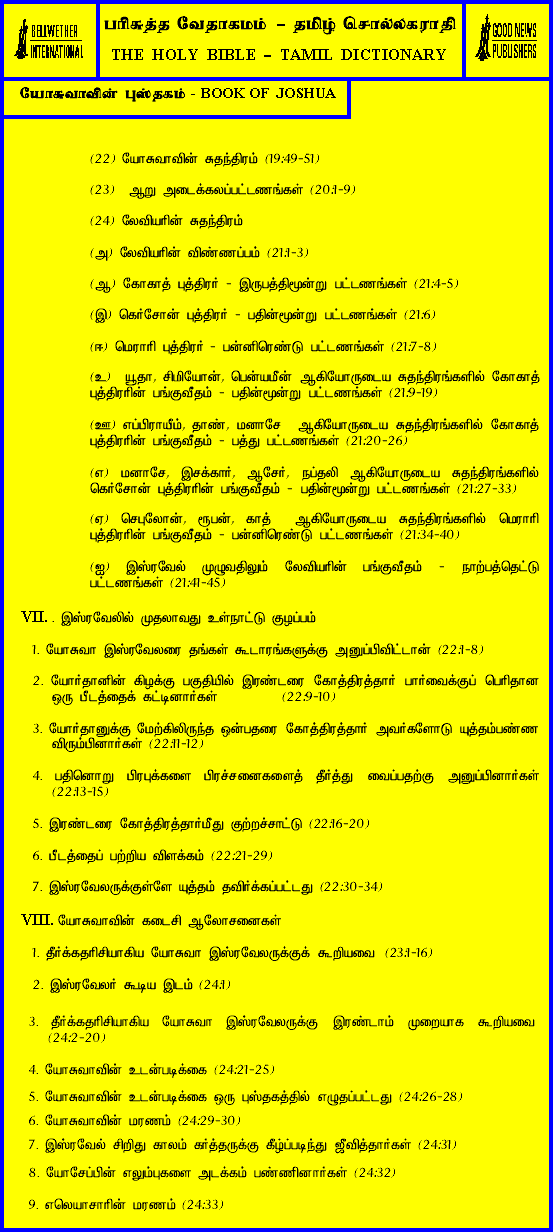 BELLWETHER
INTERNATIONAL
பரிசுத்த வேதாகமம் – தமிழ் சொல்லகராதி
THE HOLY BIBLE – TAMIL DICTIONARY
GOOD NEWS
PUBLISHERS
யோசுவாவின் புஸ்தகம் - BOOK OF JOSHUA
(22) யோசுவாவின் சுதந்திரம் (19:49-51)
(23) ஆறு அடைக்கலப்பட்டணங்கள் (20:1-9)
(24) லேவியரின் சுதந்திரம்
(அ) லேவியரின் விண்ணப்பம் (21:1-3)
(ஆ) கோகாத் புத்திரர் - இருபத்திமூன்று பட்டணங்கள் (21:4-5)
(இ) கெர்சோன் புத்திரர் - பதின்மூன்று பட்டணங்கள் (21:6)
(ஈ) மெராரி புத்திரர் - பன்னிரெண்டு பட்டணங்கள் (21:7-8)
(உ) யூதா, சிமியோன், பென்யமீன் ஆகியோருடைய சுதந்திரங்களில் கோகாத்
புத்திரரின் பங்குவீதம் - பதின்மூன்று பட்டணங்கள் (21:9-19)
(ஊ) எப்பிராயீம், தாண், மனாசே ஆகியோருடைய சுதந்திரங்களில் கோகாத்
புத்திரரின் பங்குவீதம் - பத்து பட்டணங்கள் (21:20-26)
(எ) மனாசே, இசக்கார், ஆசேர், நப்தலி ஆகியோருடைய சுதந்திரங்களில்
கெர்சோன் புத்திரரின் பங்குவீதம் - பதின்மூன்று பட்டணங்கள் (21:27-33)
(ஏ) செபுலோன், ரூபன், காத் ஆகியோருடைய சுதந்திரங்களில் மெராரி
புத்திரரின் பங்குவீதம் - பன்னிரெண்டு பட்டணங்கள் (21:34-40)
(ஐ) இஸ்ரவேல் முழுவதிலும் லேவியரின் பங்குவீதம் - நாற்பத்தெட்டு
பட்டணங்கள் (21:41-45)
VII. . இஸ்ரவேலில் முதலாவது உள்நாட்டு குழப்பம்
1. யோசுவா இஸ்ரவேலரை தங்கள் கூடாரங்களுக்கு அனுப்பிவிட்டான் (22:1-8)
2. யோர்தானின் கிழக்கு பகுதியில் இரண்டரை கோத்திரத்தார் பார்வைக்குப் பெரிதான
ஒரு பீடத்தைக் கட்டினார்கள் (22:9-10)
3. யோர்தானுக்கு மேற்கிலிருந்த ஒன்பதரை கோத்திரத்தார் அவர்களோடு யுத்தம்பண்ண
விரும்பினார்கள் (22:11-12)
4. பதினொறு பிரபுக்களை பிரச்சனைகளைத் தீர்த்து வைப்பதற்கு அனுப்பினார்கள்
(22:13-15)
5. இரண்டரை கோத்திரத்தார்மீது குற்றச்சாட்டு (22:16-20)
6. பீடத்தைப் பற்றிய விளக்கம் (22:21-29)
7. இஸ்ரவேலருக்குள்ளே யுத்தம் தவிர்க்கப்பட்டது (22:30-34)
VIII. யோசுவாவின் கடைசி ஆலோசனைகள்
1. தீர்க்கதரிசியாகிய யோசுவா இஸ்ரவேலருக்குக் கூறியவை (23:1-16)
2. இஸ்ரவேலர் கூடிய இடம் (24:1)
3. தீர்க்கதரிசியாகிய யோசுவா இஸ்ரவேலருக்கு இரண்டாம் முறையாக கூறியவை
(24:2-20)
4. யோசுவாவின் உடன்படிக்கை (24:21-25)
5. யோசுவாவின் உடன்படிக்கை ஒரு புஸ்தகத்தில் எழுதப்பட்டது (24:26-28)
6. யோசுவாவின் மரணம் (24:29-30)
7. இஸ்ரவேல் சிறிது காலம் கர்த்தருக்கு கீழ்ப்படிந்து ஜீவித்தார்கள் (24:31)
8. யோசேப்பின் எலும்புகளை அடக்கம் பண்ணினார்கள் (24:32)
9. எலெயாசாரின் மரணம் (24:33)